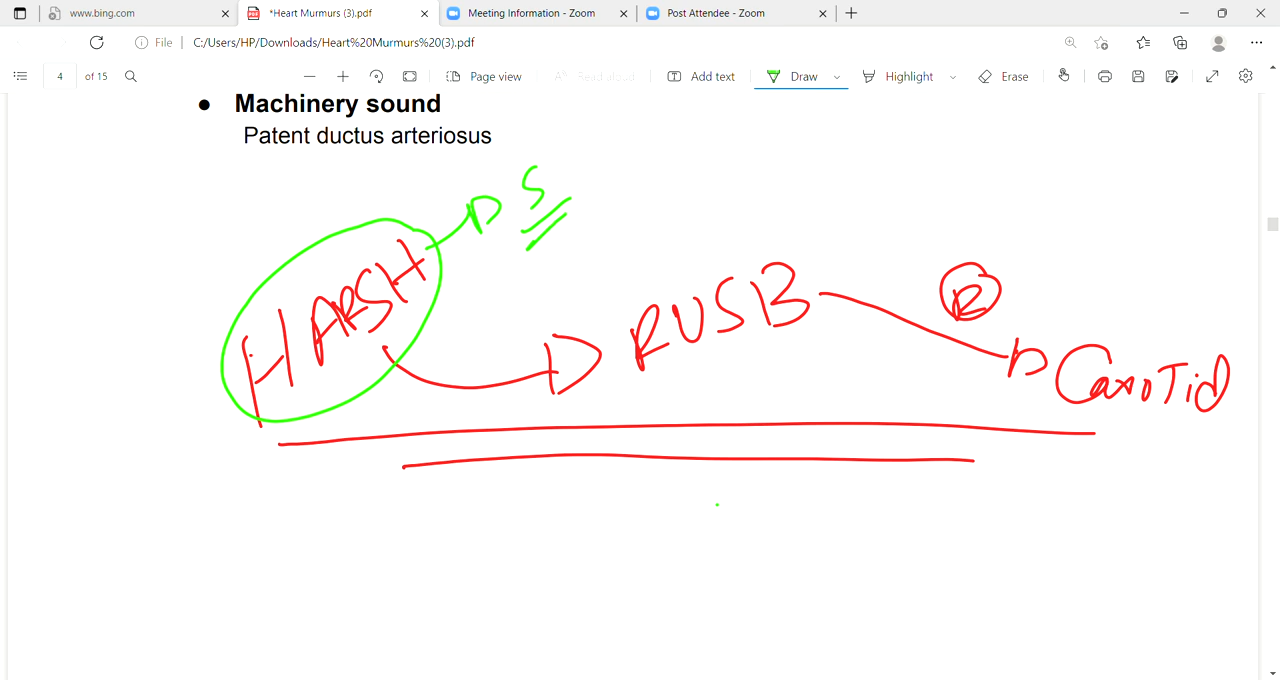 www.bing.com
*Heart Murmurs (3).pdf
Meeting Information - Zoom
Post Attendee - Zoom
File
C:/Users/HP/Downloads/Heart%20Murmurs%20(3).pdf
4 of 15
Page view
Read aloud
Add text
Draw
Highlight
Erase
● Machinery sound
Patent ductus arteriosus
S
HARSH
RUSB
R
CaroTid